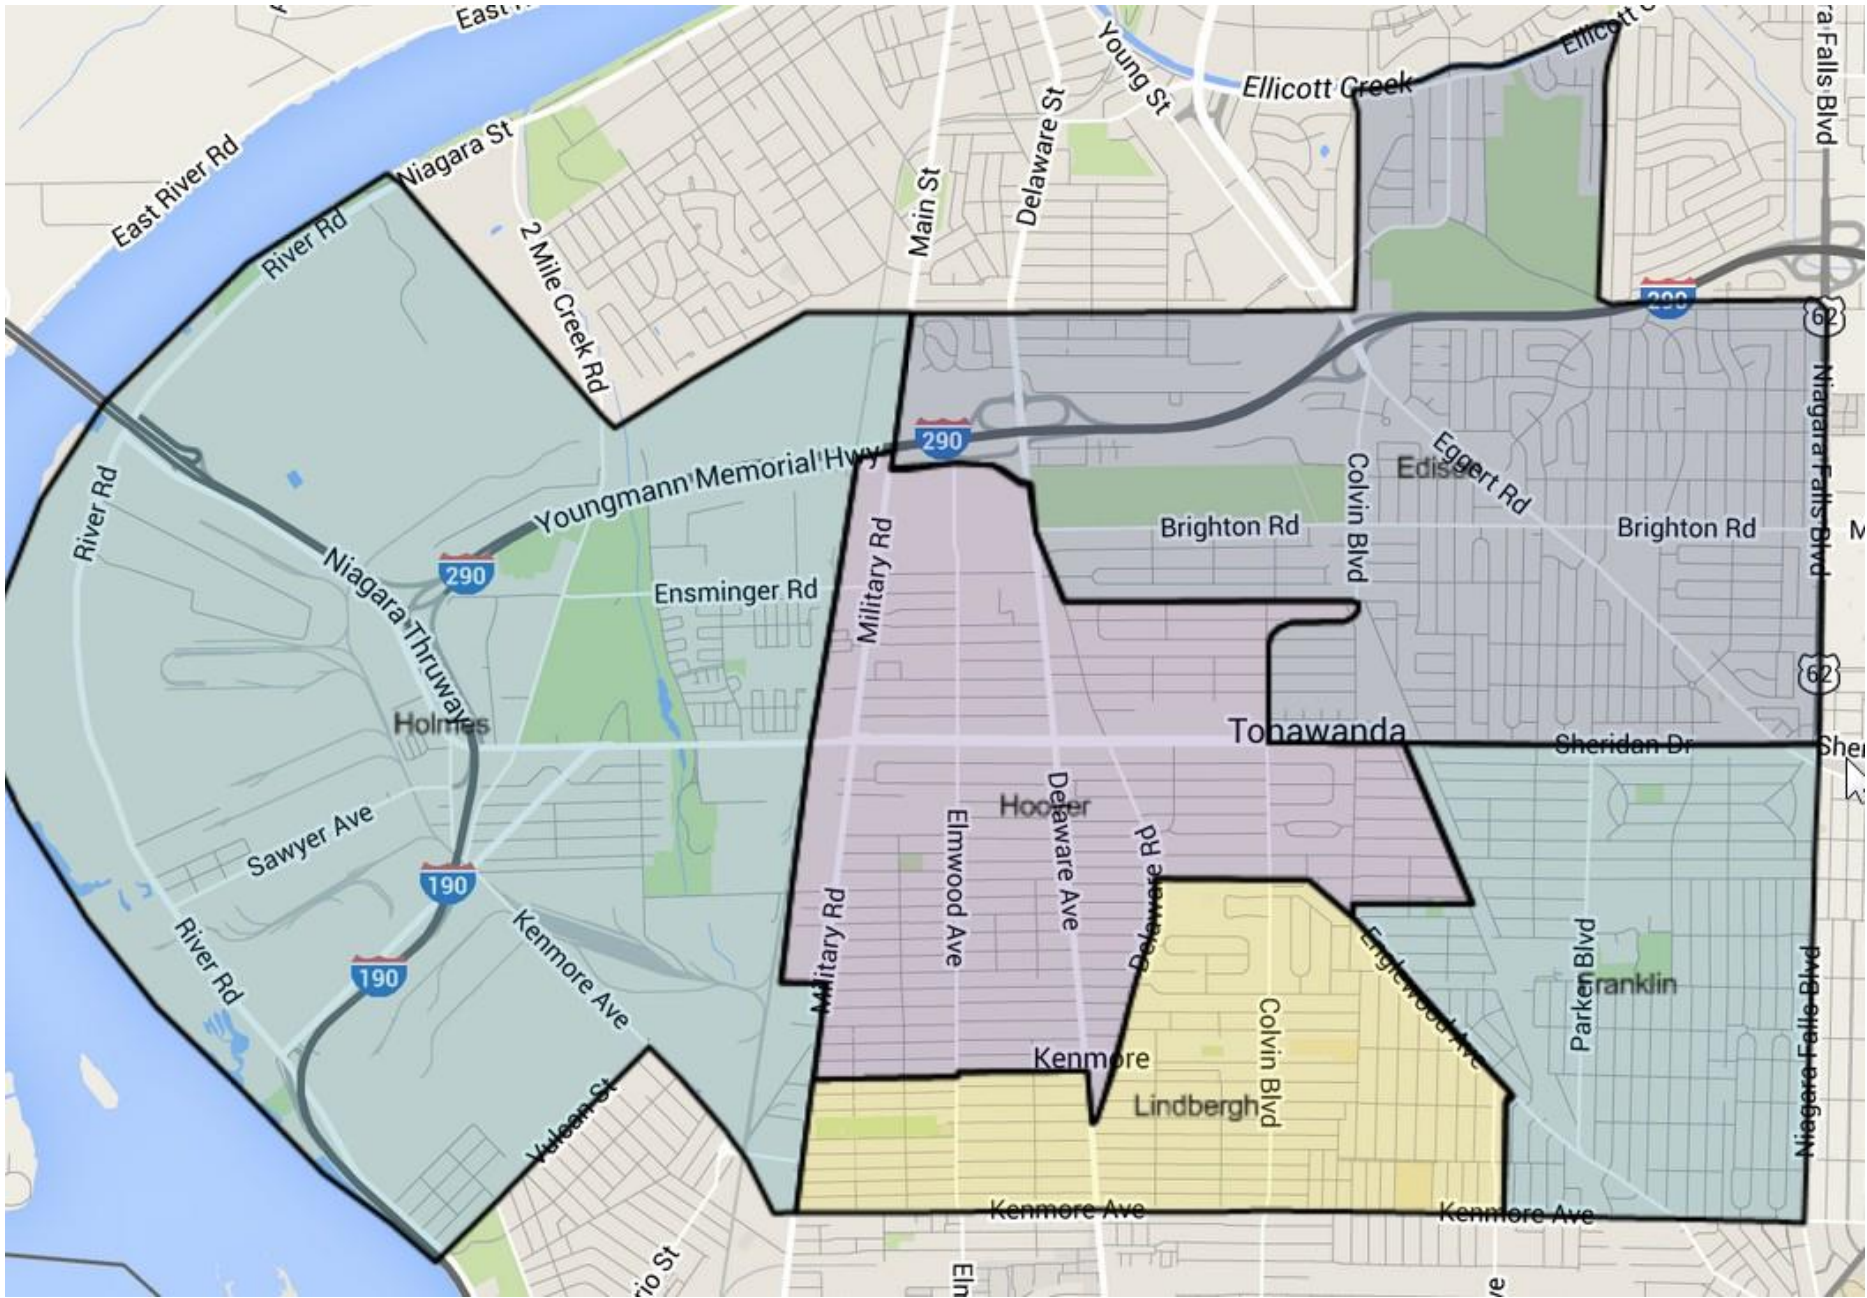 East River Rd
Niagara St
River Rd
2 Mile Creek Rd
Main St
Delaware St
Young St
Ellicott Creek
Ellicott
Falls Blvd
290
62
290
Youngmann Memorial Hwy
River Rd
290
Niagara Thruway
Ensminger Rd
Military Rd
Brighton Rd
Colvin Blvd
Eggert Rd
Brighton Rd
Niagara Falls Blvd
62
Holmes
Tonawanda
Sheridan Dr
Hoover
Sawyer Ave
190
190
River Rd
Kenmore Ave
Military Rd
Elmwood Ave
Delaware Ave
Delaware Rd
Englewood Ave
Parker Blvd
Franklin
Niagara Falls Blvd
Kenmore
Lindbergh
Colvin Blvd
Vulcan St
Kenmore Ave
Kenmore Ave